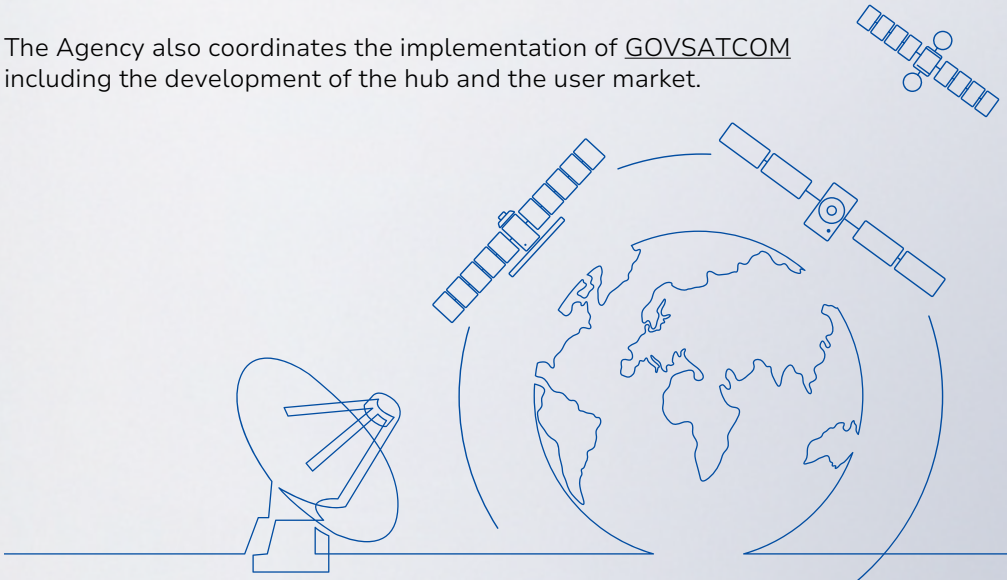 The Agency also coordinates the implementation of GOVSATCOM
including the development of the hub and the user market.